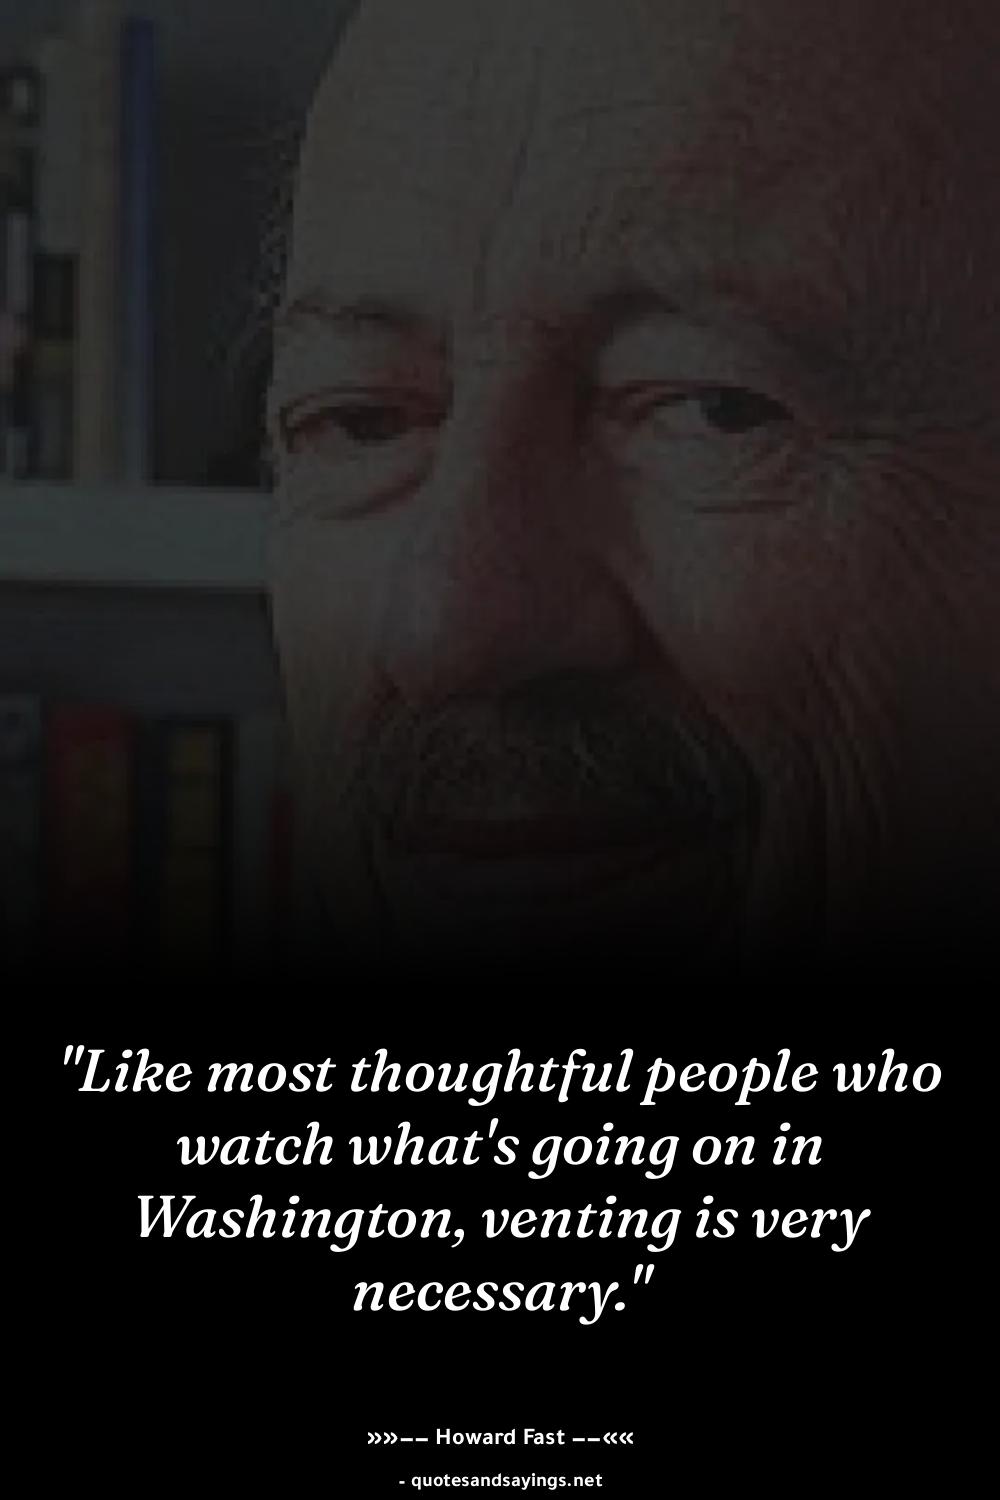 "Like most thoughtful people who
watch what's going on in
Washington, venting is very
necessary."
»»–– Howard Fast ––««
- quotesandsayings.net